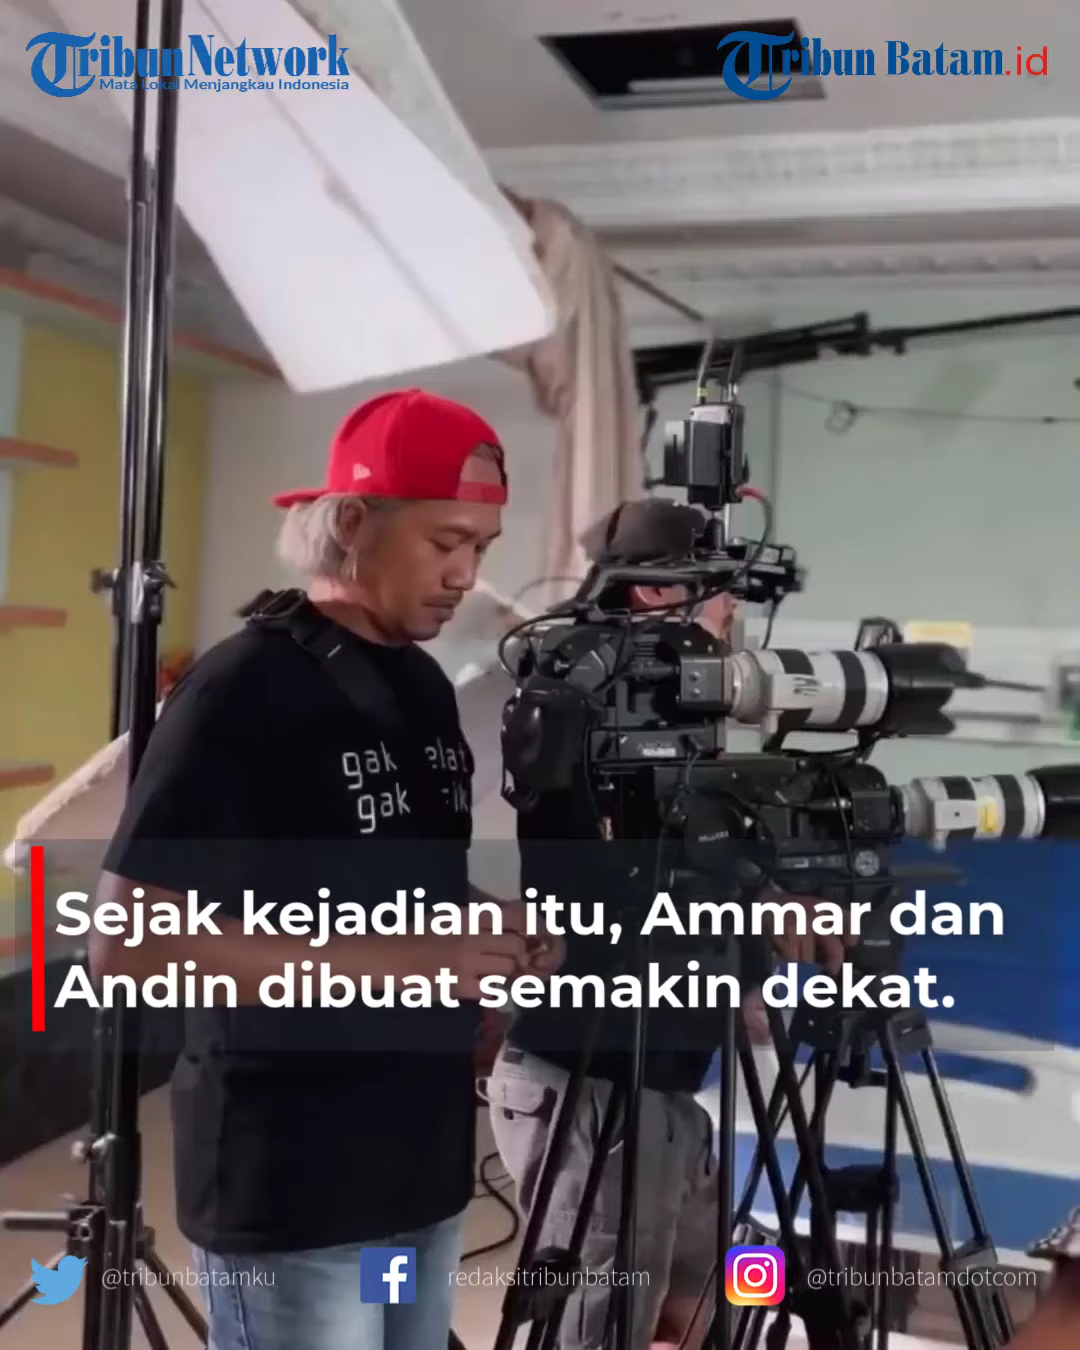 TribunNetwork
Mata Lokal Menjangkau Indonesia
Tribun Batam.id
gak
gak
Sejak kejadian itu, Ammar dan
Andin dibuat semakin dekat.
@tribunbatamku
redaksitribunbatam
@tribunbatamdotcom